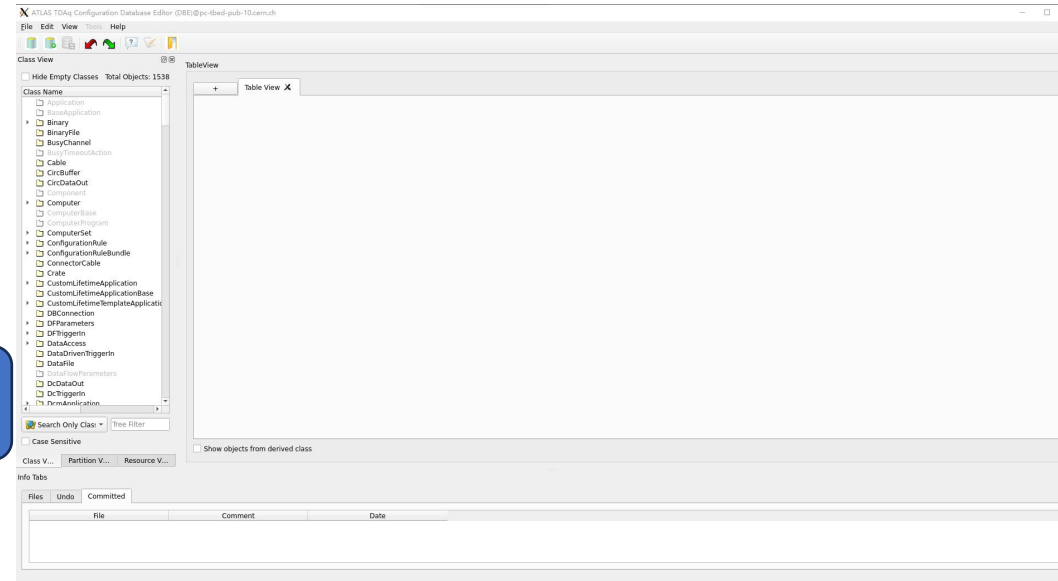 ATLAS TDAq Configuration Database Editor (DBE)@pc-tbed-pub-10.cern.ch
File Edit View Tools Help
Class View
TableView
Hide Empty Classes Total Objects: 1538
+ Table View
Class Name
Application
BaseApplication
Binary
BinaryFile
BusyChannel
BusyTimeoutAction
Cable
CircBuffer
CircDataOut
Component
Computer
ComputerBase
ComputerProgram
ComputerSet
ConfigurationRule
ConfigurationRuleBundle
ConnectorCable
Crate
CustomLifetimeApplication
CustomLifetimeApplicationBase
CustomLifetimeTemplateApplicatic
DBConnection
DFParameters
DFTriggerIn
DataAccess
DataDrivenTriggerIn
DataFile
DataFlowParameters
DcDataOut
DcTriggerIn
DcmApplication
Search Only Clas: Tree Filter
Case Sensitive
Show objects from derived class
Class V... Partition V... Resource V...
Info Tabs
Files Undo Committed
File Comment Date